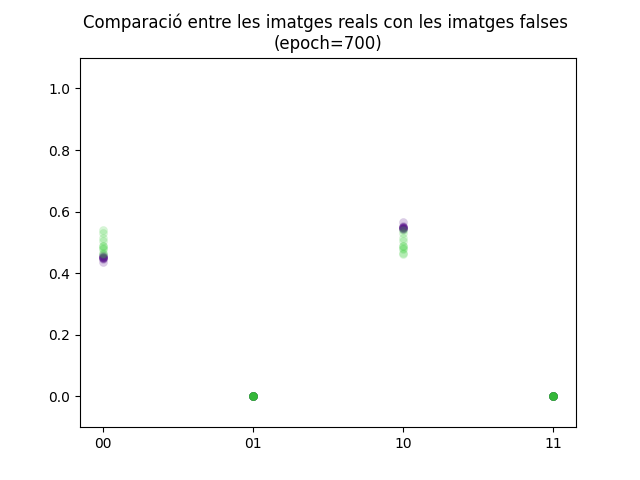 Comparació entre les imatges reals con les imatges falses
(epoch=700)
1.0
0.8
0.6
0.4
0.2
0.0
00 01 10 11